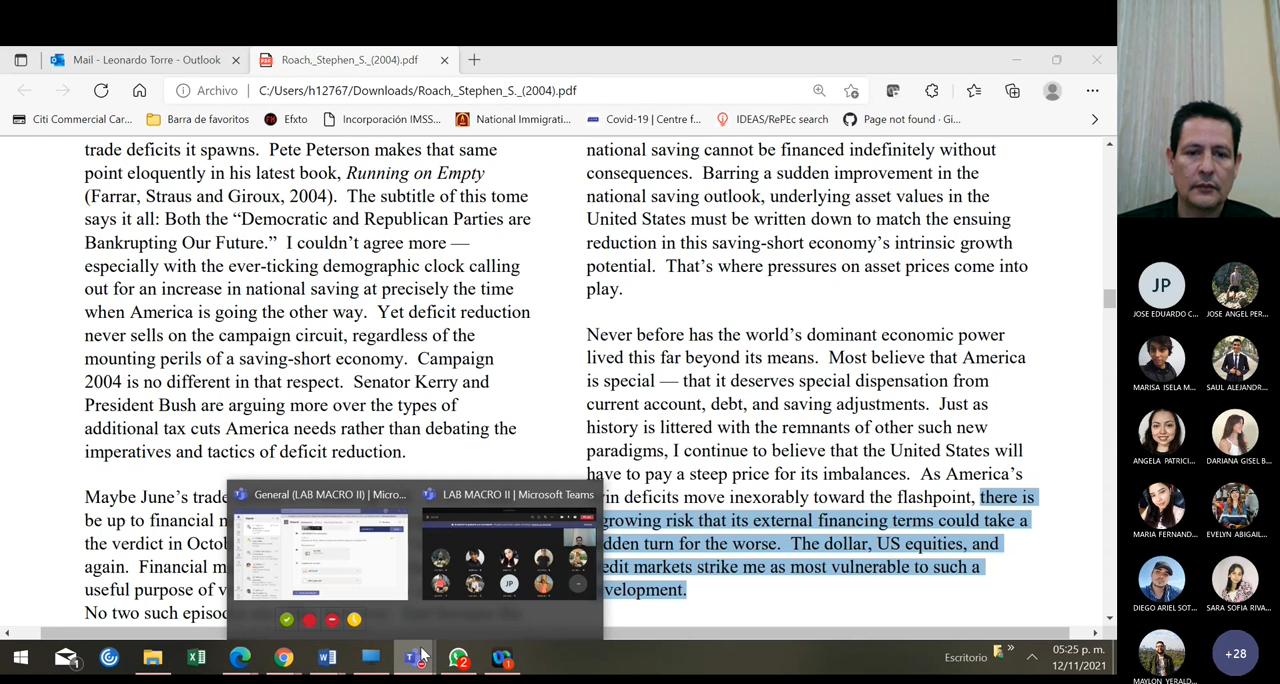 Mail - Leonardo Torre - Outlook
Roach,_Stephen_S._(2004).pdf
Archivo
C:/Users/h12767/Downloads/Roach,_Stephen_S._(2004).pdf
Citi Commercial Car...
Barra de favoritos
Efxto
Incorporación IMSS...
National Immigrati...
Covid-19 | Centre f...
IDEAS/RePEc search
Page not found · Gi...
trade deficits it spawns. Pete Peterson makes that same
point eloquently in his latest book, Running on Empty
(Farrar, Straus and Giroux, 2004). The subtitle of this tome
says it all: Both the “Democratic and Republican Parties are
Bankrupting Our Future.” I couldn’t agree more —
especially with the ever-ticking demographic clock calling
out for an increase in national saving at precisely the time
when America is going the other way. Yet deficit reduction
never sells on the campaign circuit, regardless of the
mounting perils of a saving-short economy. Campaign
2004 is no different in that respect. Senator Kerry and
President Bush are arguing more over the types of
additional tax cuts America needs rather than debating the
imperatives and tactics of deficit reduction.
Maybe June’s trade
be up to financial
the verdict in
again. Financial
useful purpose of
No two such
national saving cannot be financed indefinitely without
consequences. Barring a sudden improvement in the
national saving outlook, underlying asset values in the
United States must be written down to match the ensuing
reduction in this saving-short economy’s intrinsic growth
potential. That’s where pressures on asset prices come into
play.
Never before has the world’s dominant economic power
lived this far beyond its means. Most believe that America
is special — that it deserves special dispensation from
current account, debt, and saving adjustments. Just as
history is littered with the remnants of other such new
paradigms, I continue to believe that the United States will
have to pay a steep price for its imbalances. As America’s
win deficits move inexorably toward the flashpoint, there is
growing risk that its external financing terms could take a
dden turn for the worse. The dollar, US equities, and
edit markets strike me as most vulnerable to such a
velopment.
General (LAB MACRO II) | Micro...
LAB MACRO II | Microsoft Teams
JP
JP
JOSE EDUARDO C...
JOSE ANGEL PER...
MARISA ISELA M...
SAUL ALEJANDR...
ANGELA PATRICI...
DARIANA GISEL B...
MARIA FERNAND...
EVELYN ABIGAIL...
DIEGO ARIEL SOT...
SARA SOFIA RIVA...
MAYLON YERALD...
+28
1
2
1
Escritorio
05:25 p. m.
12/11/2021